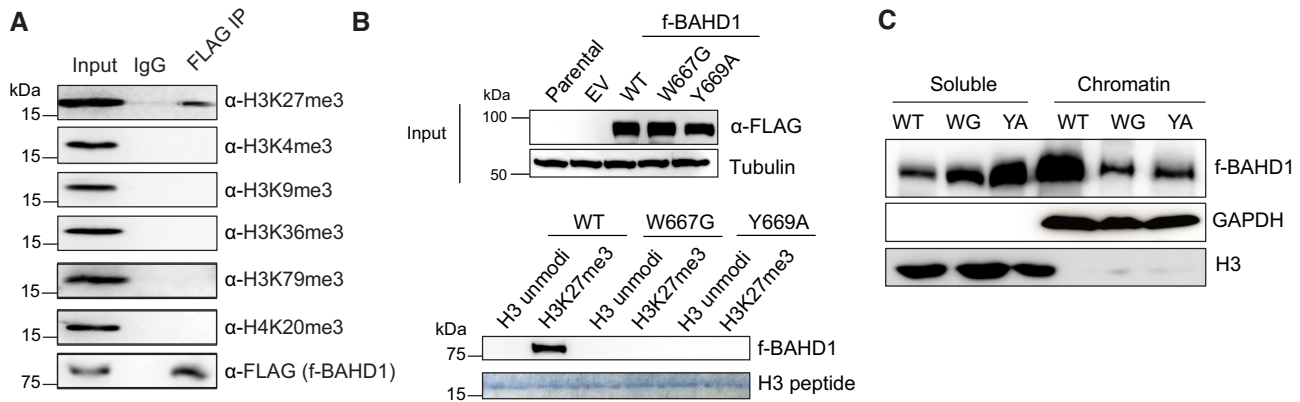 A
Input IgG FLAG IP
kDa
15 α-H3K27me3
15 α-H3K4me3
15 α-H3K9me3
15 α-H3K36me3
15 α-H3K79me3
15 α-H4K20me3
75 α-FLAG (f-BAHD1)
B
f-BAHD1
Parental EV WT W667G Y669A
kDa
100
Input α-FLAG
50 Tubulin
WT W667G Y669A
H3 unmodi H3K27me3 H3 unmodi H3K27me3 H3 unmodi H3K27me3
kDa
75 f-BAHD1
15 H3 peptide
C
Soluble Chromatin
WT WG YA WT WG YA
f-BAHD1
GAPDH
H3